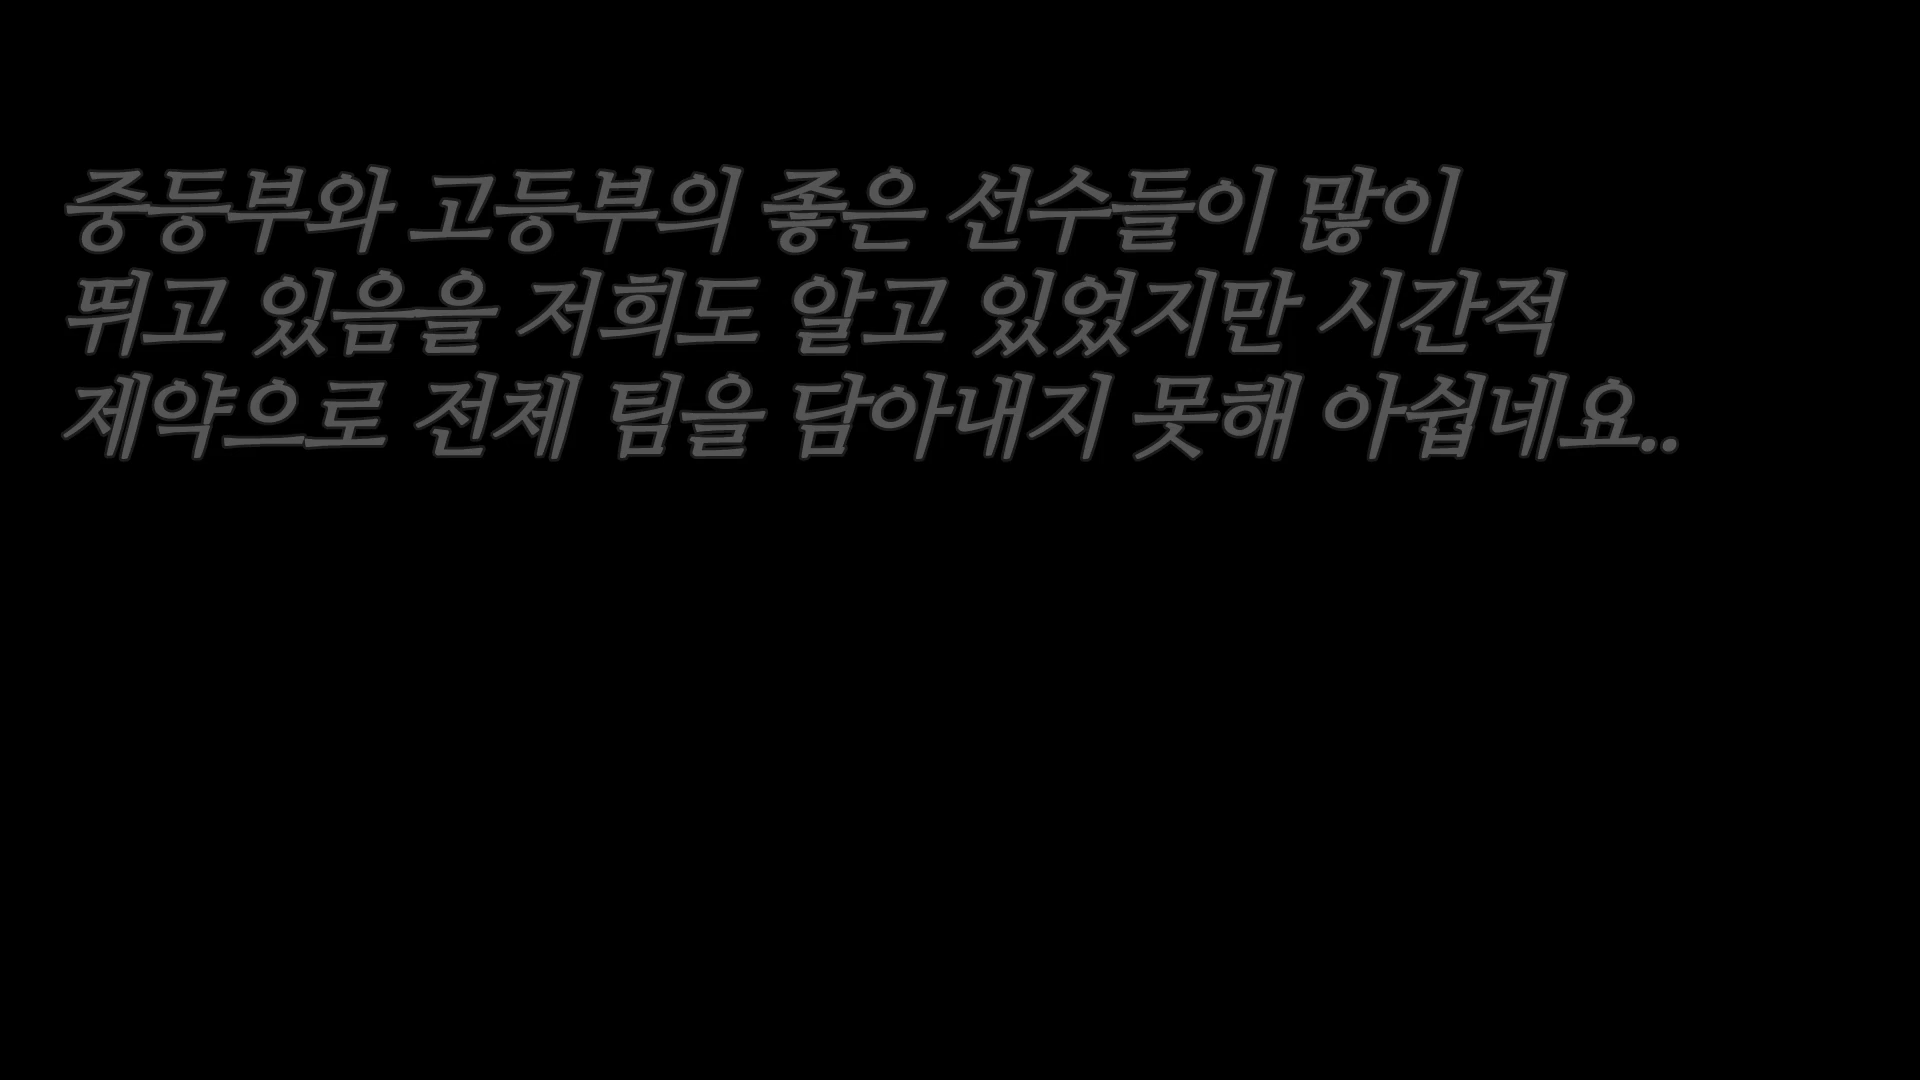 중등부와 고등부의 좋은 선수들이 많이
뛰고 있음을 저희도 알고 있었지만 시간적
제약으로 전체 팀을 담아내지 못해 아쉽네요..